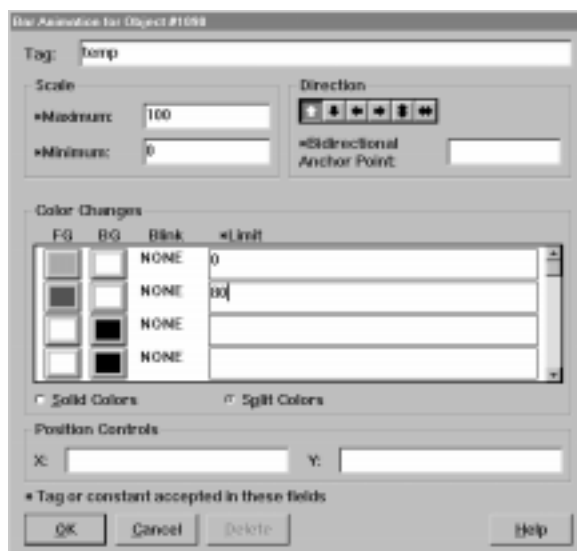 Bar Animation for Object #1090
Tag: temp
Scale
*Maximum: 100
*Minimum: 0
Direction
*Bidirectional
Anchor Point:
Color Changes
FG BG Blink *Limit
NONE 0
NONE 80
NONE
NONE
Solid Colors Split Colors
Position Controls
X: Y:
* Tag or constant accepted in these fields
OK Cancel Delete Help